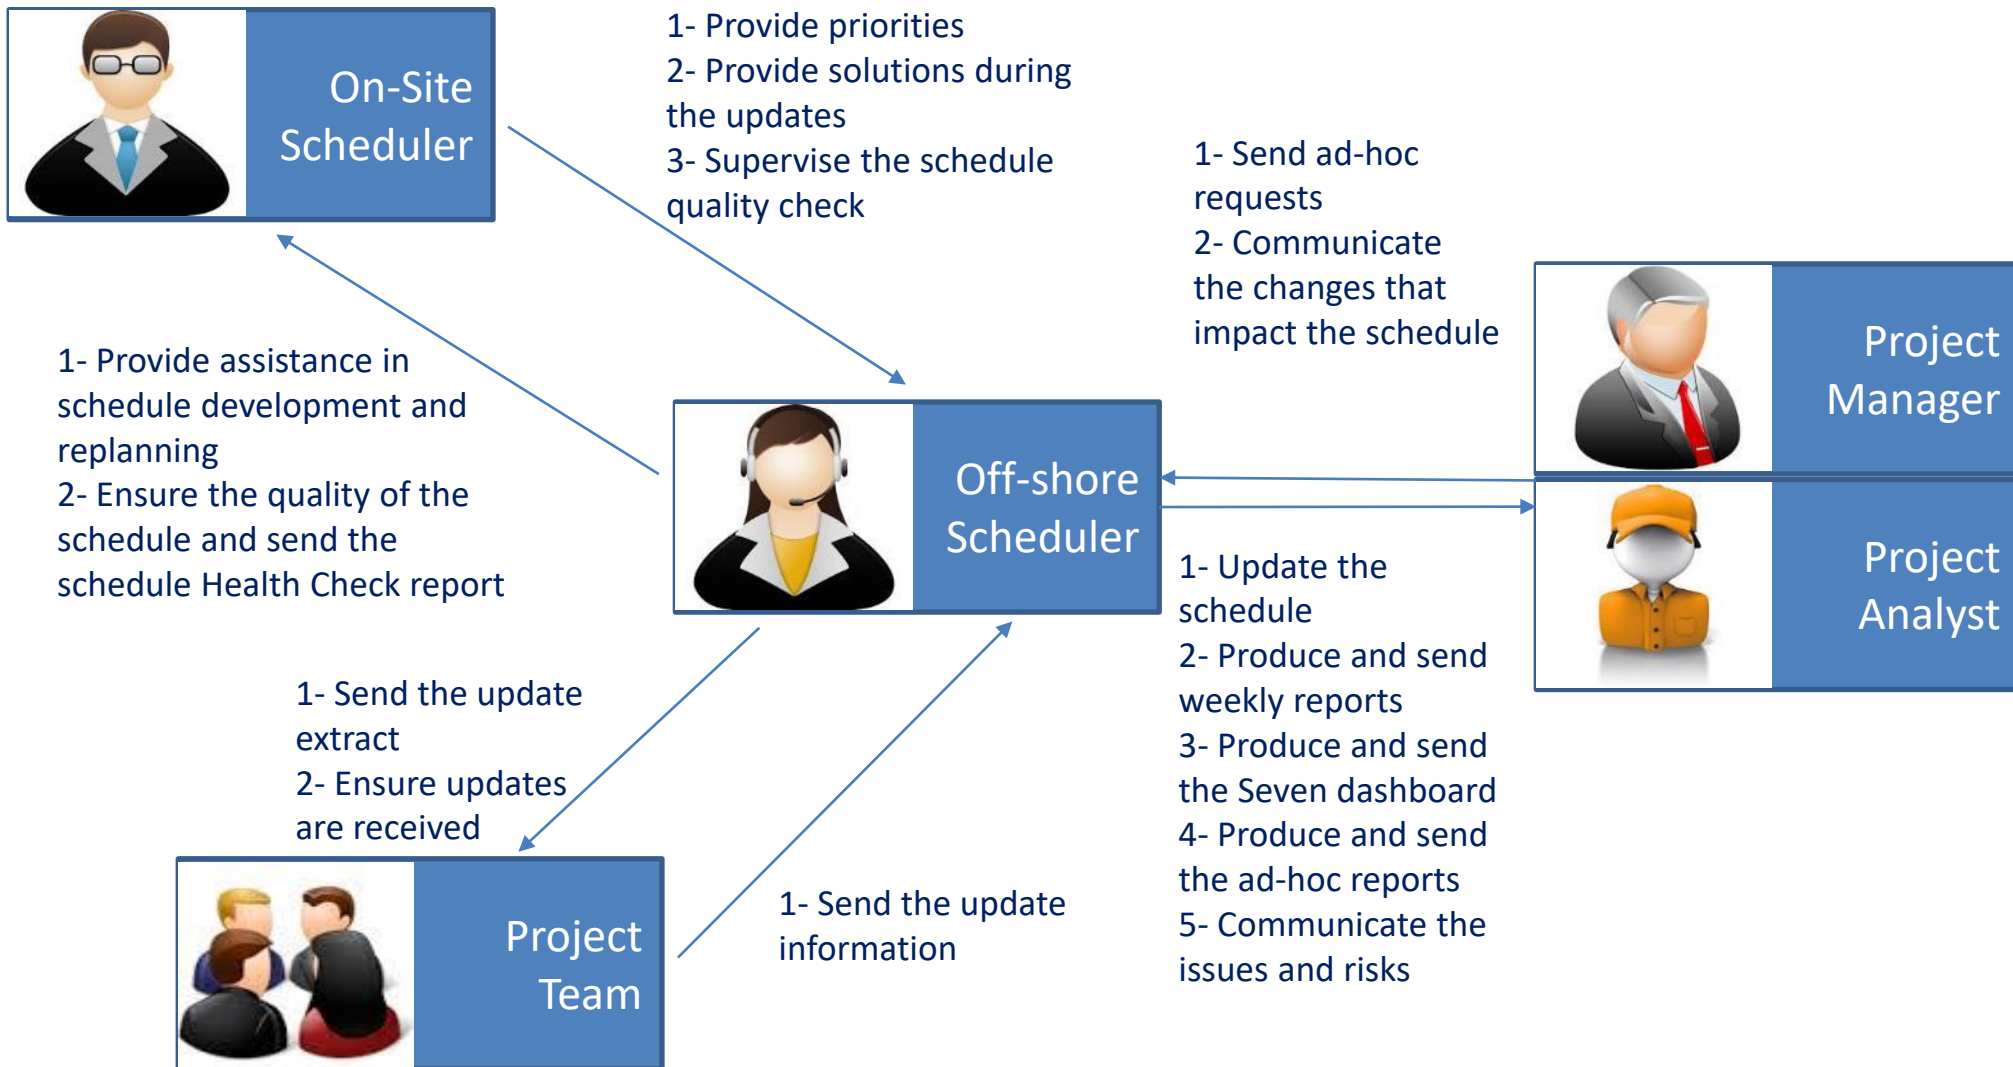 On-Site
Scheduler
1- Provide priorities
2- Provide solutions during
the updates
3- Supervise the schedule
quality check
1- Send ad-hoc
requests
2- Communicate
the changes that
impact the schedule
Project
Manager
1- Provide assistance in
schedule development and
replanning
2- Ensure the quality of the
schedule and send the
schedule Health Check report
Off-shore
Scheduler
Project
Analyst
1- Update the
schedule
2- Produce and send
weekly reports
3- Produce and send
the Seven dashboard
4- Produce and send
the ad-hoc reports
5- Communicate the
issues and risks
1- Send the update
extract
2- Ensure updates
are received
Project
Team
1- Send the update
information